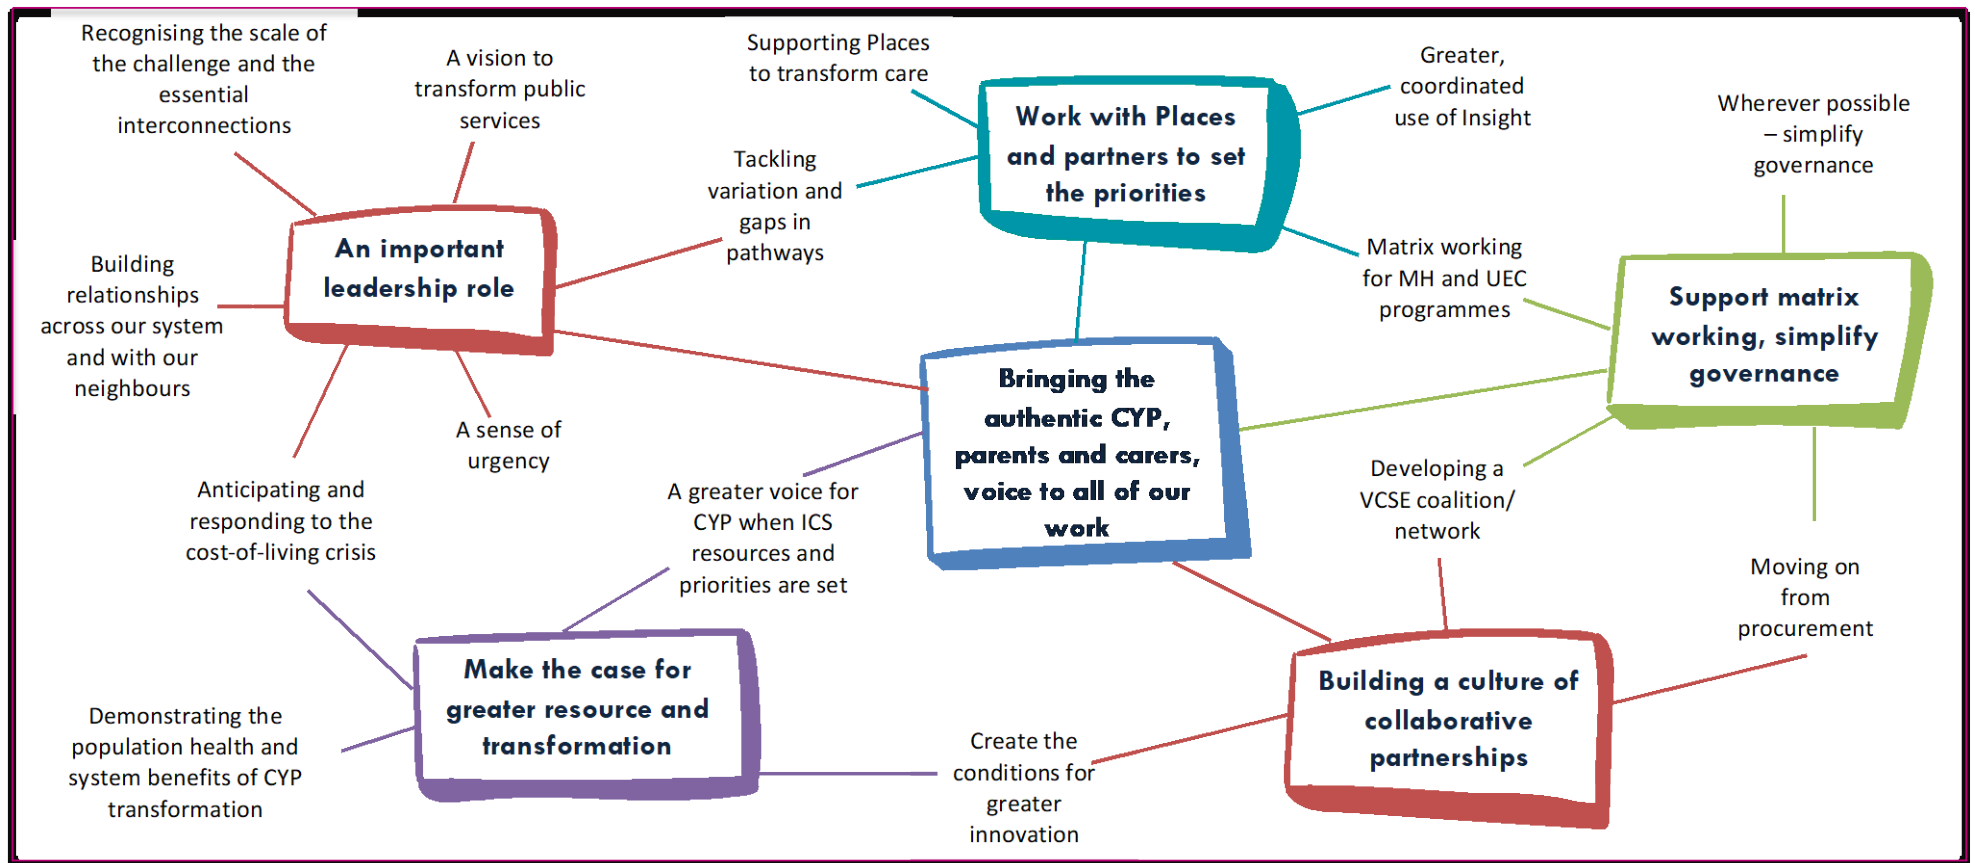 Recognising the scale of
the challenge and the
essential
interconnections
A vision to
transform public
services
Supporting Places
to transform care
Greater,
coordinated
use of Insight
Wherever possible
– simplify
governance
Work with Places
and partners to set
the priorities
Tackling
variation and
gaps in
pathways
An important
leadership role
Building
relationships
across our system
and with our
neighbours
Matrix working
for MH and UEC
programmes
Support matrix
working, simplify
governance
Bringing the
authentic CYP,
parents and carers,
voice to all of our
work
A sense of
urgency
Anticipating and
responding to the
cost-of-living crisis
A greater voice for
CYP when ICS
resources and
priorities are set
Developing a
VCSE coalition/
network
Moving on
from
procurement
Make the case for
greater resource and
transformation
Building a culture of
collaborative
partnerships
Demonstrating the
population health and
system benefits of CYP
transformation
Create the
conditions for
greater
innovation